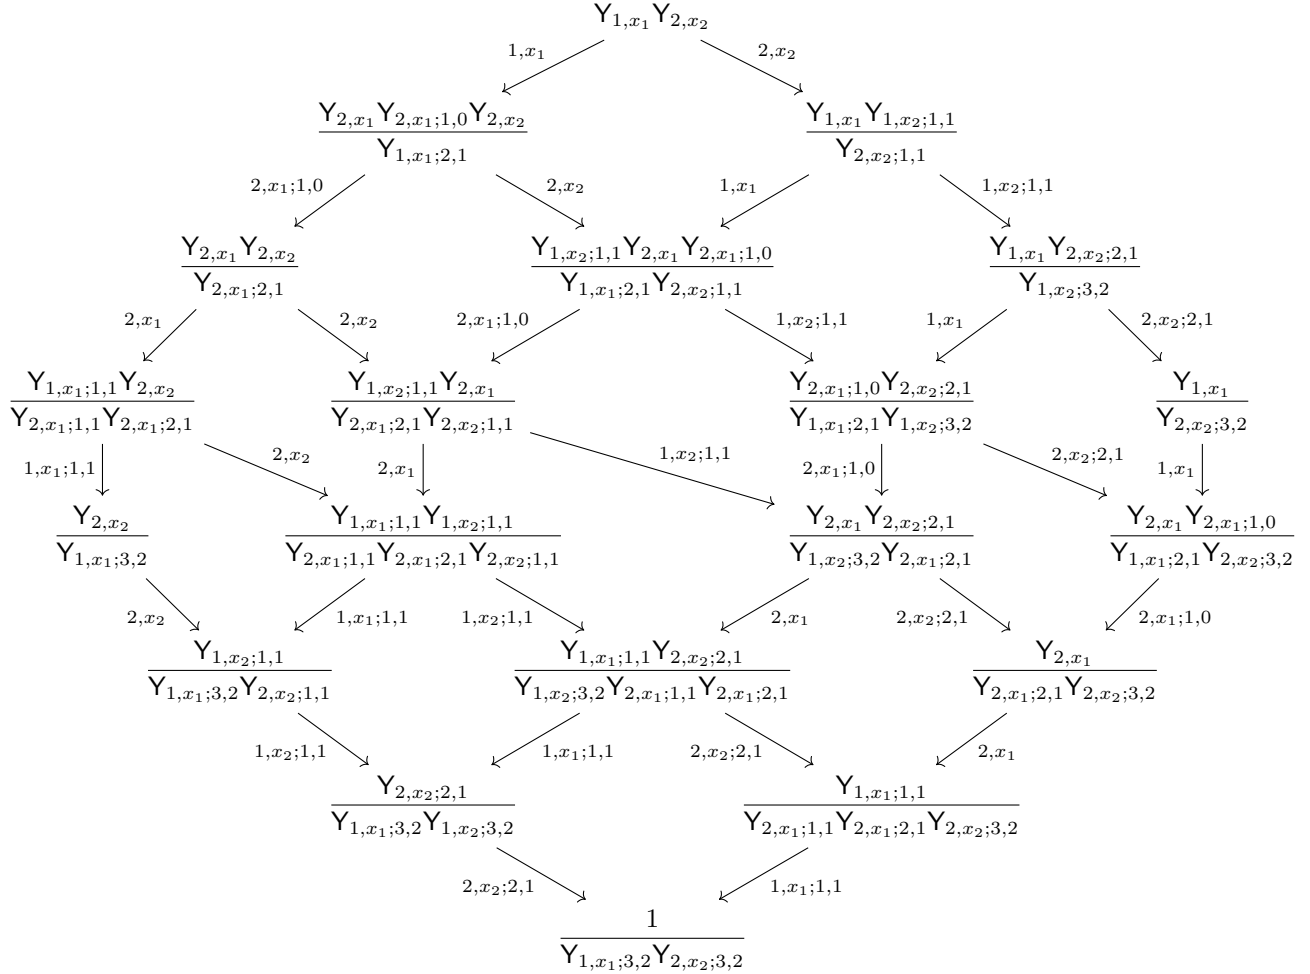 Y_{1,x_1}Y_{2,x_2}
1,x_1 2,x_2
\frac{Y_{2,x_1}Y_{2,x_1;1,0}Y_{2,x_2}}{Y_{1,x_1;2,1}} \frac{Y_{1,x_1}Y_{1,x_2;1,1}}{Y_{2,x_2;1,1}}
2,x_1;1,0 2,x_2 1,x_1 1,x_2;1,1
\frac{Y_{2,x_1}Y_{2,x_2}}{Y_{2,x_1;2,1}} \frac{Y_{1,x_2;1,1}Y_{2,x_1}Y_{2,x_1;1,0}}{Y_{1,x_1;2,1}Y_{2,x_2;1,1}} \frac{Y_{1,x_1}Y_{2,x_2;2,1}}{Y_{1,x_2;3,2}}
2,x_1 2,x_2 2,x_1;1,0 1,x_2;1,1 1,x_1 2,x_2;2,1
\frac{Y_{1,x_1;1,1}Y_{2,x_2}}{Y_{2,x_1;1,1}Y_{2,x_1;2,1}} \frac{Y_{1,x_2;1,1}Y_{2,x_1}}{Y_{2,x_1;2,1}Y_{2,x_2;1,1}} \frac{Y_{2,x_1;1,0}Y_{2,x_2;2,1}}{Y_{1,x_1;2,1}Y_{1,x_2;3,2}} \frac{Y_{1,x_1}}{Y_{2,x_2;3,2}}
1,x_1;1,1 2,x_2 2,x_1 1,x_2;1,1 2,x_1;1,0 2,x_2;2,1 1,x_1
\frac{Y_{2,x_2}}{Y_{1,x_1;3,2}} \frac{Y_{1,x_1;1,1}Y_{1,x_2;1,1}}{Y_{2,x_1;1,1}Y_{2,x_1;2,1}Y_{2,x_2;1,1}} \frac{Y_{2,x_1}Y_{2,x_2;2,1}}{Y_{1,x_2;3,2}Y_{2,x_1;2,1}} \frac{Y_{2,x_1}Y_{2,x_1;1,0}}{Y_{1,x_1;2,1}Y_{2,x_2;3,2}}
2,x_2 1,x_1;1,1 1,x_2;1,1 2,x_1 2,x_2;2,1 2,x_1;1,0
\frac{Y_{1,x_2;1,1}}{Y_{1,x_1;3,2}Y_{2,x_2;1,1}} \frac{Y_{1,x_1;1,1}Y_{2,x_2;2,1}}{Y_{1,x_2;3,2}Y_{2,x_1;1,1}Y_{2,x_1;2,1}} \frac{Y_{2,x_1}}{Y_{2,x_1;2,1}Y_{2,x_2;3,2}}
1,x_2;1,1 1,x_1;1,1 2,x_2;2,1 2,x_1
\frac{Y_{2,x_2;2,1}}{Y_{1,x_1;3,2}Y_{1,x_2;3,2}} \frac{Y_{1,x_1;1,1}}{Y_{2,x_1;1,1}Y_{2,x_1;2,1}Y_{2,x_2;3,2}}
2,x_2;2,1 1,x_1;1,1
\frac{1}{Y_{1,x_1;3,2}Y_{2,x_2;3,2}}